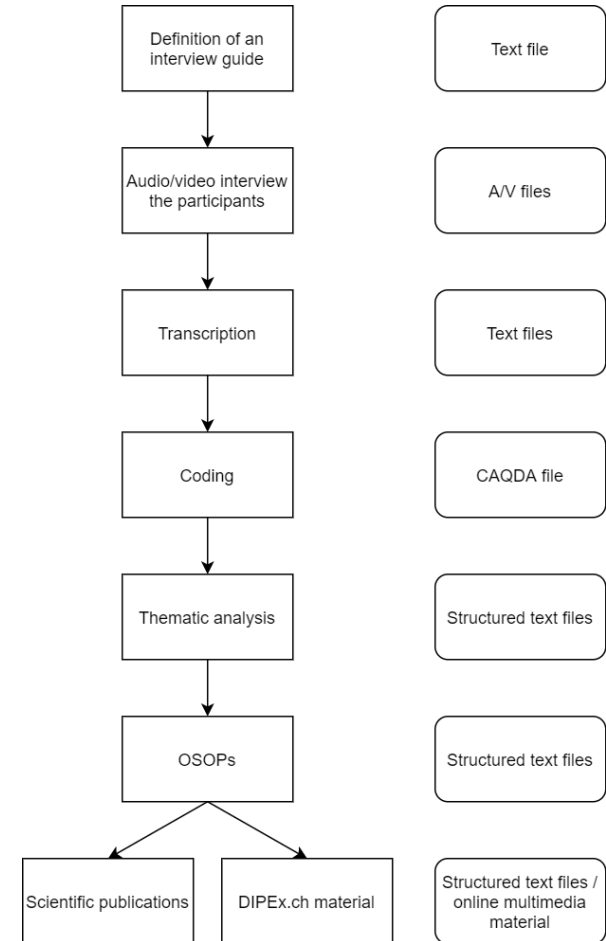 Definition of an
interview guide
Text file
Audio/video interview
the participants
A/V files
Transcription
Text files
Coding
CAQDA file
Thematic analysis
Structured text files
OSOPs
Structured text files
Scientific publications
DIPEx.ch material
Structured text files /
online multimedia
material